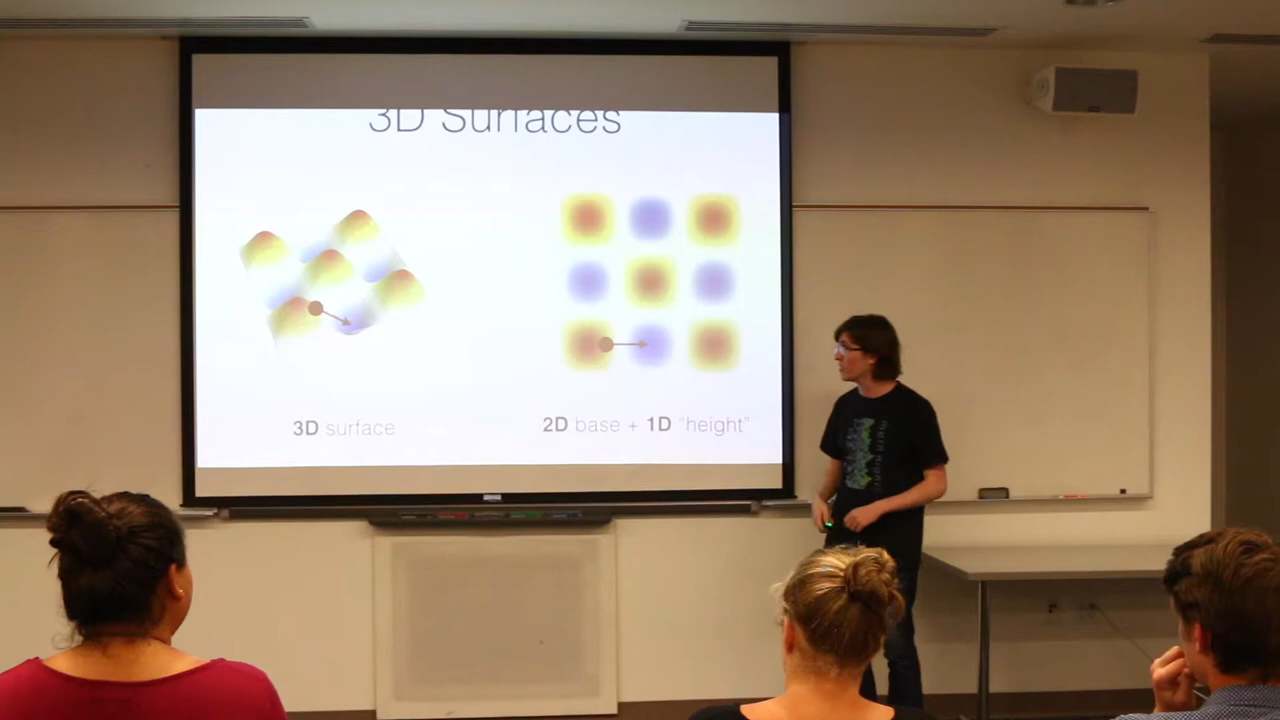 3D Surfaces
3D surface
2D base + 1D "height"